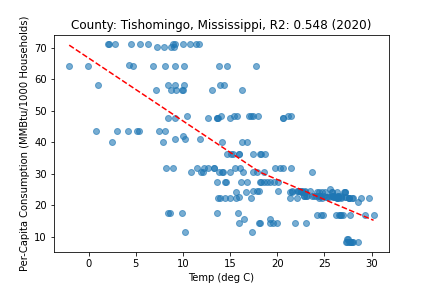 County: Tishomingo, Mississippi, R2: 0.548 (2020)
Per-Capita Consumption (MMBtu/1000 Households)
70
60
50
40
30
20
10
0 5 10 15 20 25 30
Temp (deg C)